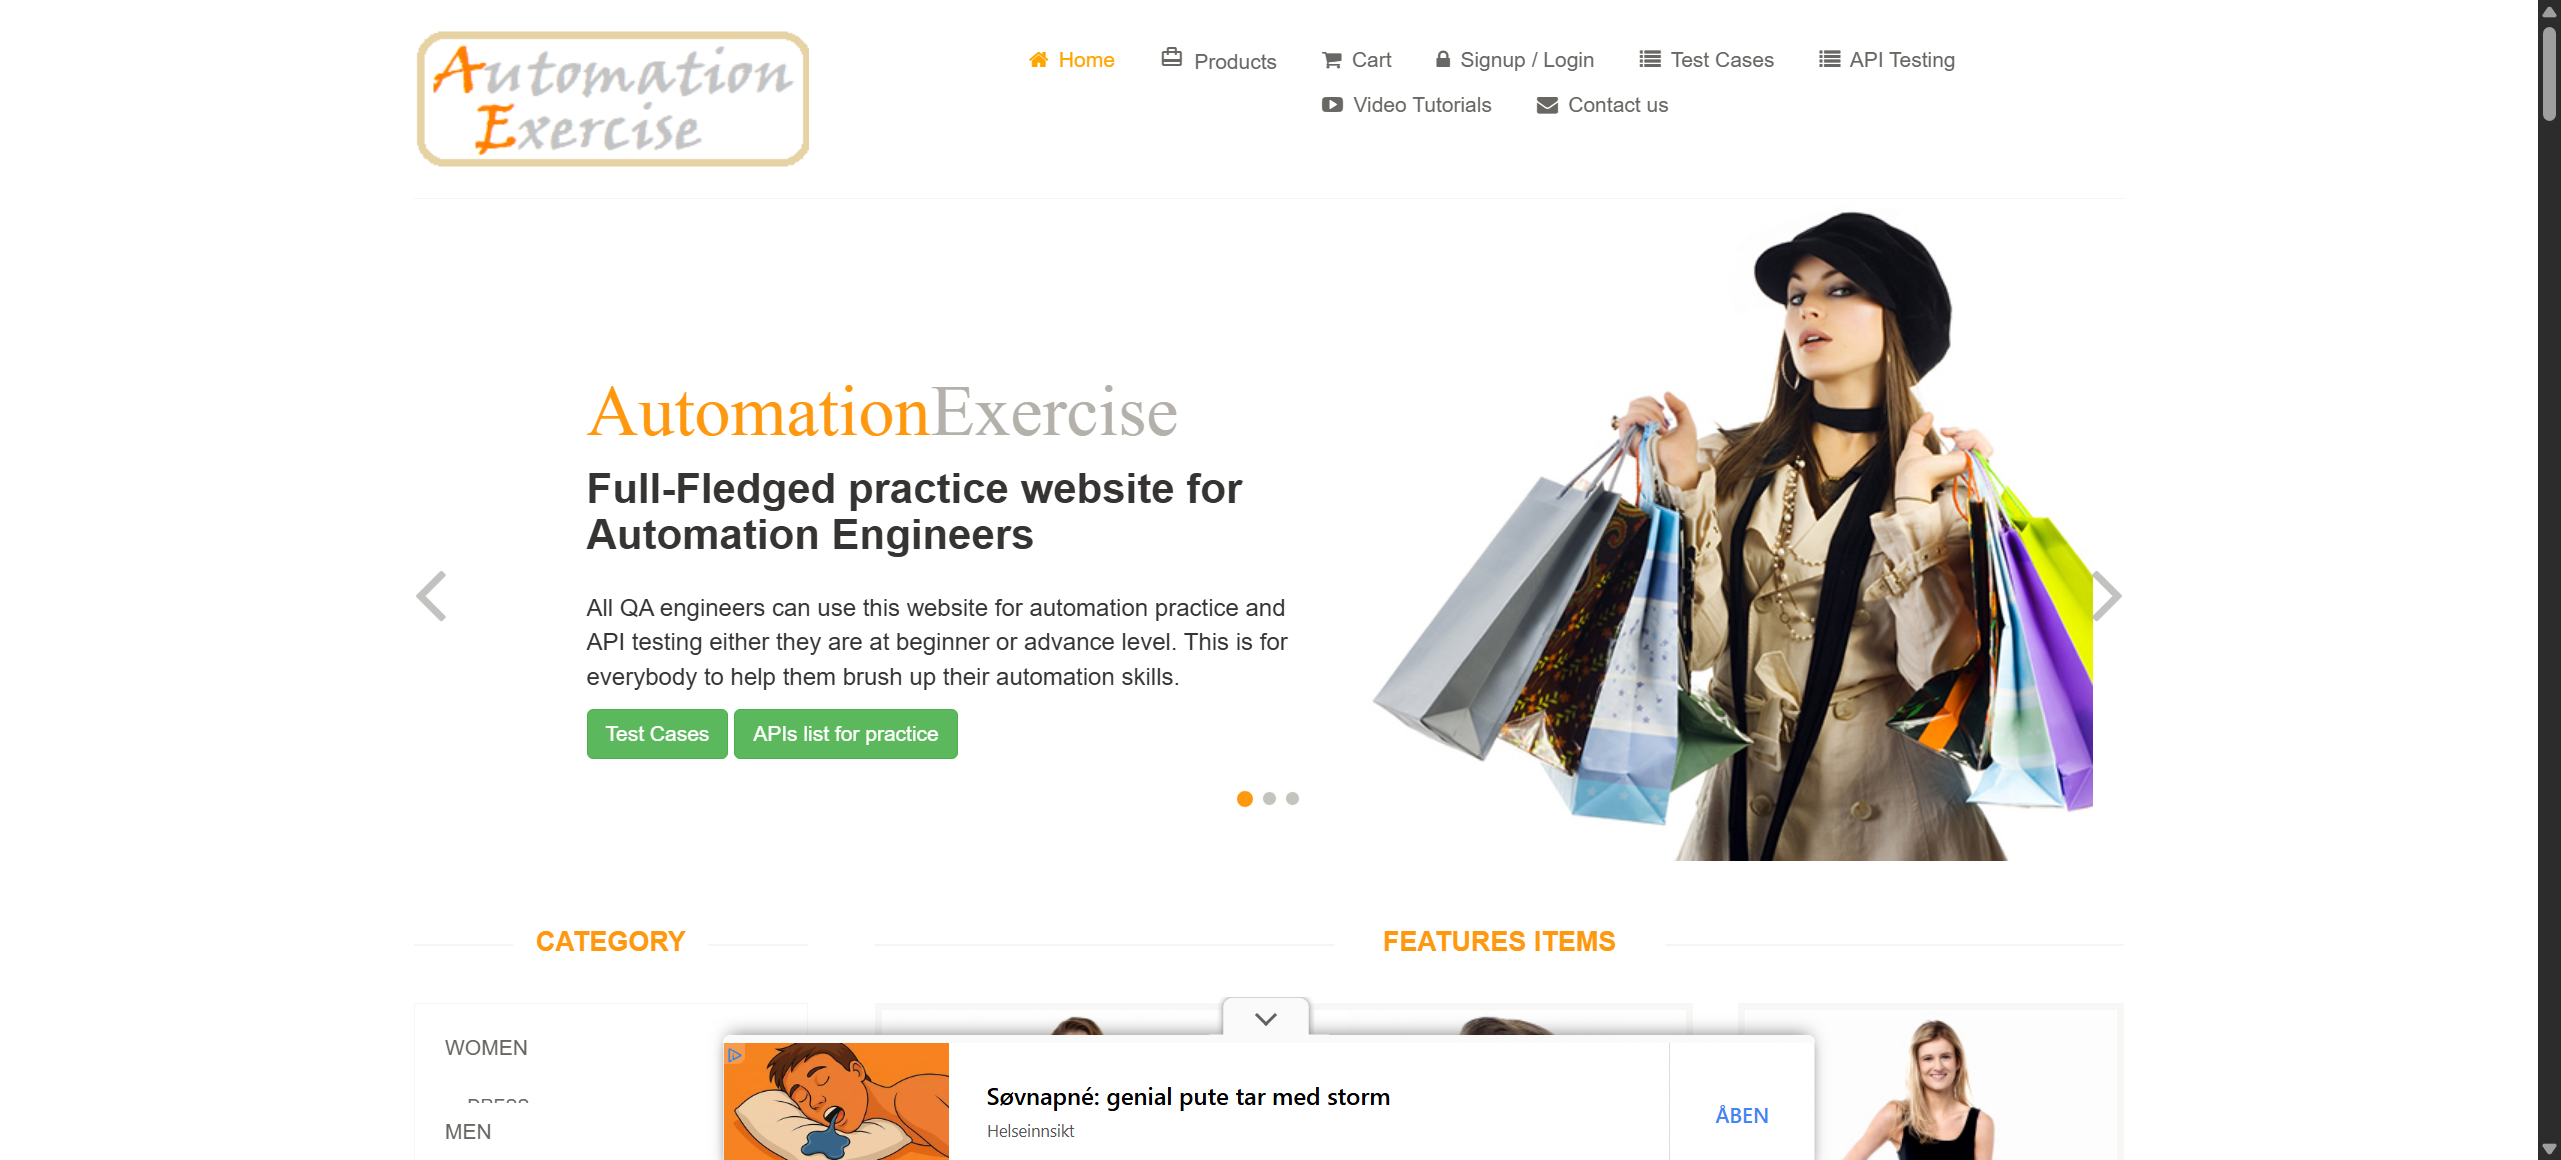 Automation
Exercise
Home
Products
Cart
Signup / Login
Test Cases
API Testing
Video Tutorials
Contact us
AutomationExercise
Full-Fledged practice website for
Automation Engineers
All QA engineers can use this website for automation practice and
API testing either they are at beginner or advance level. This is for
everybody to help them brush up their automation skills.
Test Cases
APIs list for practice
CATEGORY
FEATURES ITEMS
WOMEN
DRESS
MEN
Søvnapné: genial pute tar med storm
Helseinnsikt
ÅBEN